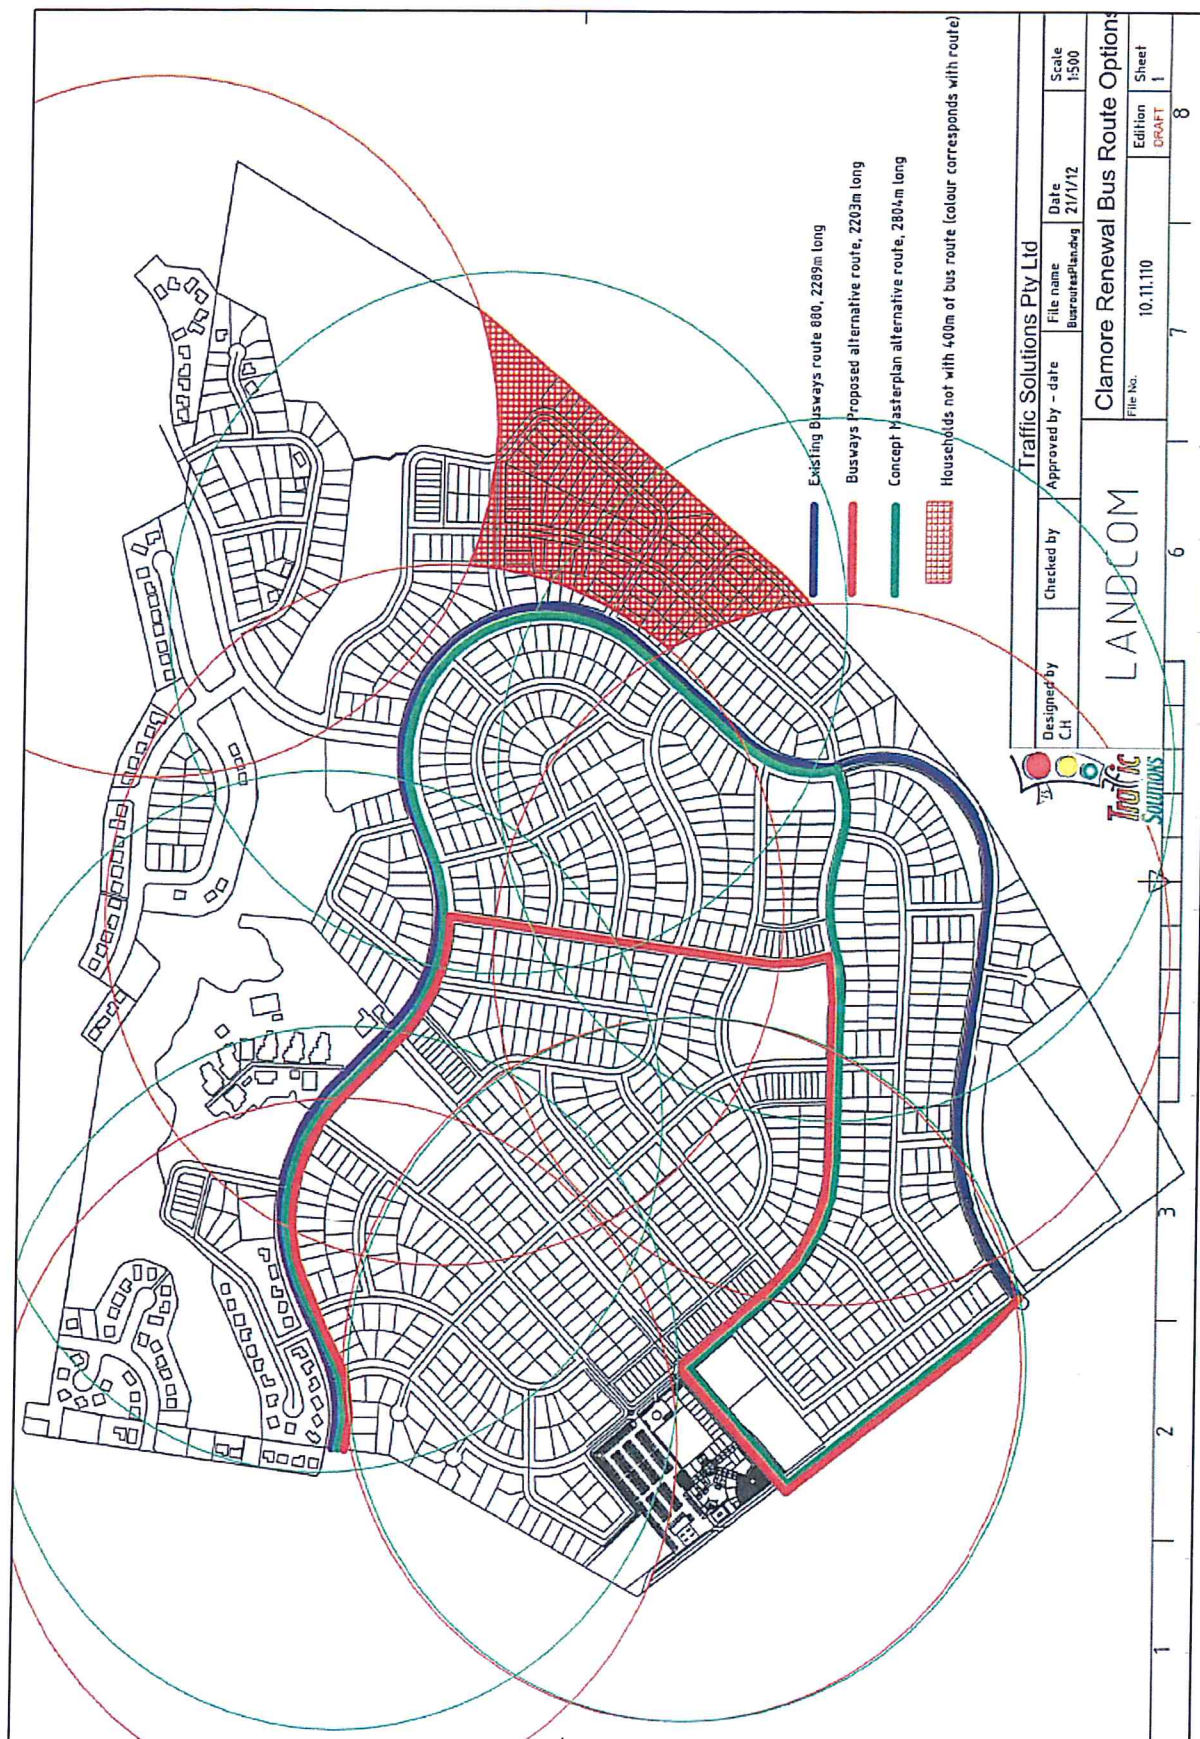 Existing Busways route 880, 2289m long
Busways Proposed alternative route, 2203m long
Concept Masterplan alternative route, 2804m long
Households not with 400m of bus route (colour corresponds with route)
Traffic Solutions Pty Ltd
Designed by
C.H
Checked by
Approved by - date
File name
BusroutesPlan.dwg
Date
21/1/12
Scale
1:500
LANDCOM
Clamore Renewal Bus Route Options
File No.
10.11.110
Edition
DRAFT
Sheet
1
Traffic
SOLUTIONS
1
2
3
6
7
8